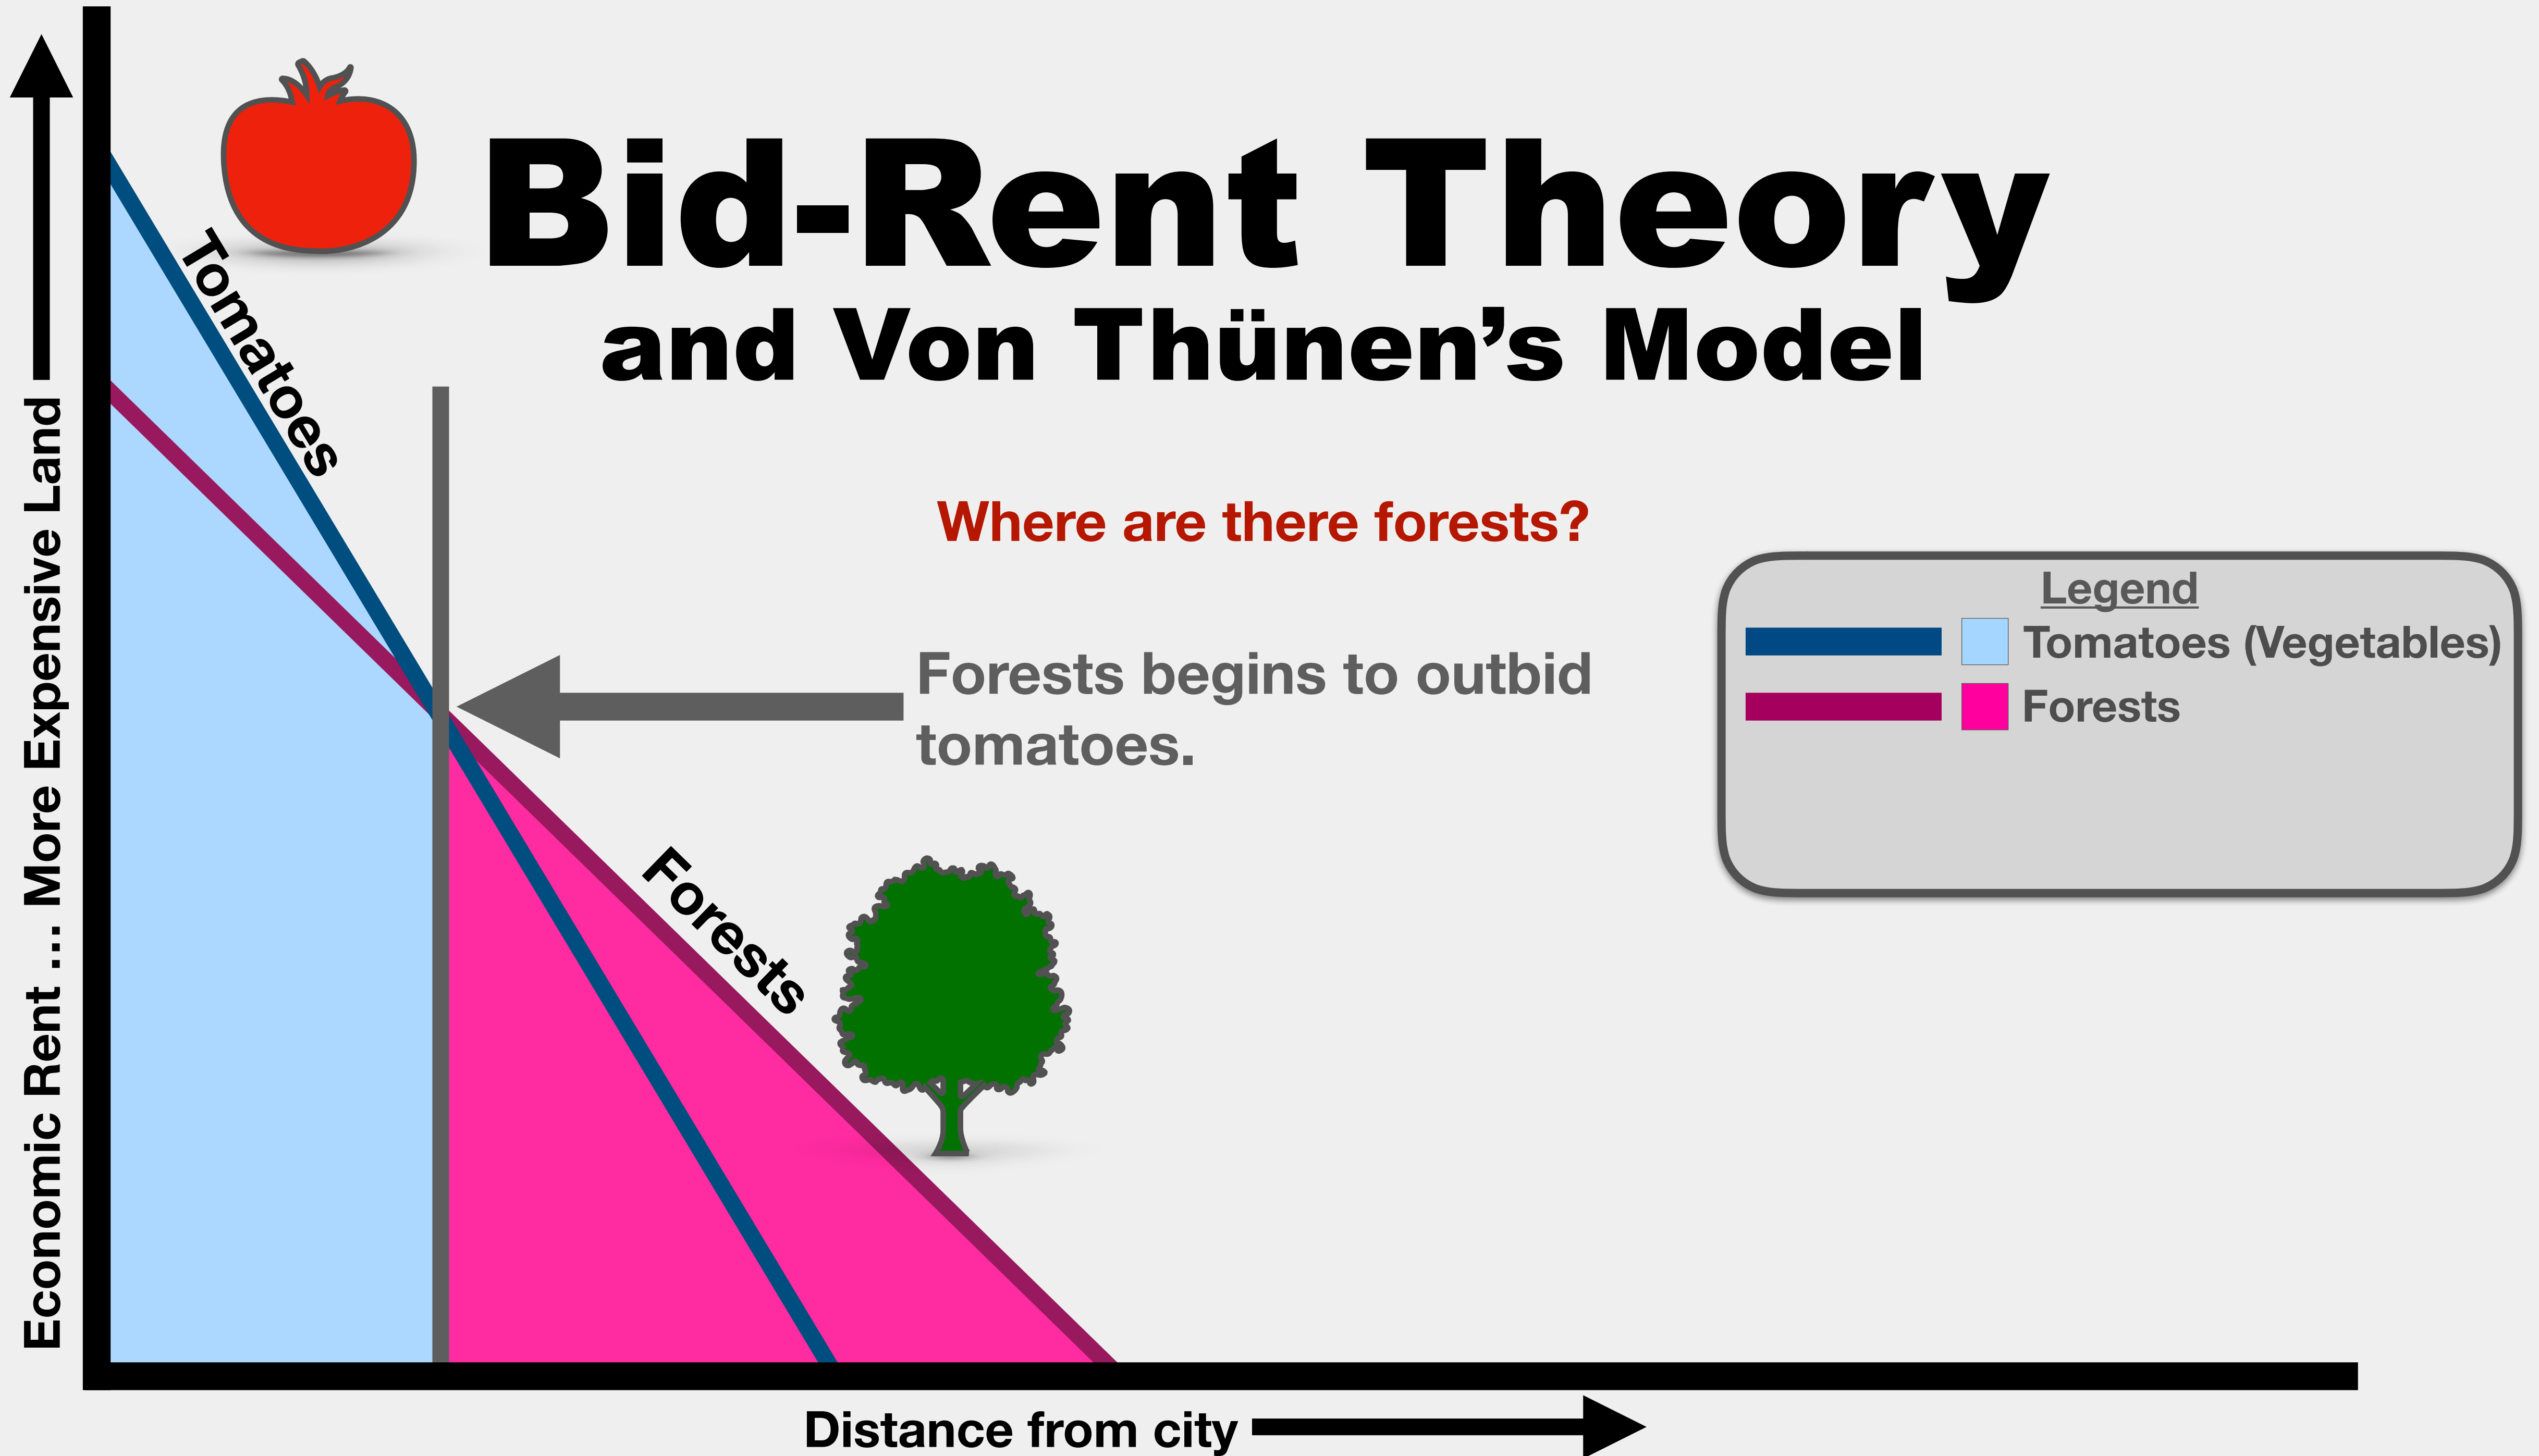 Bid-Rent Theory
and Von Thünen’s Model
Tomatoes
Where are there forests?
Legend
Tomatoes (Vegetables)
Forests
Forests begins to outbid
tomatoes.
Forests
Economic Rent ... More Expensive Land
Distance from city